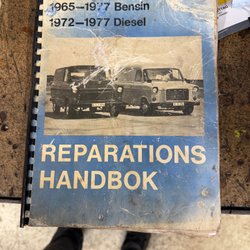 1965-1977 Bensin
1972-1977 Diesel
REPARATIONS
HANDBOK